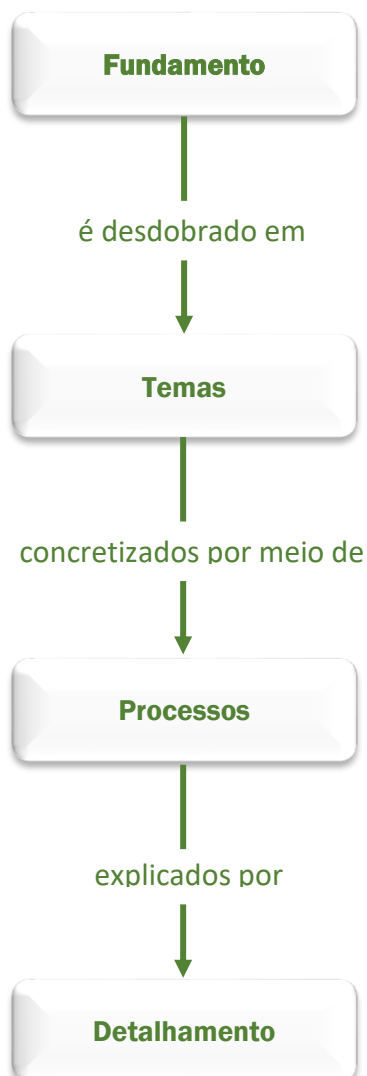 Fundamento
é desdobrado em
Temas
concretizados por meio de
Processos
explicados por
Detalhamento